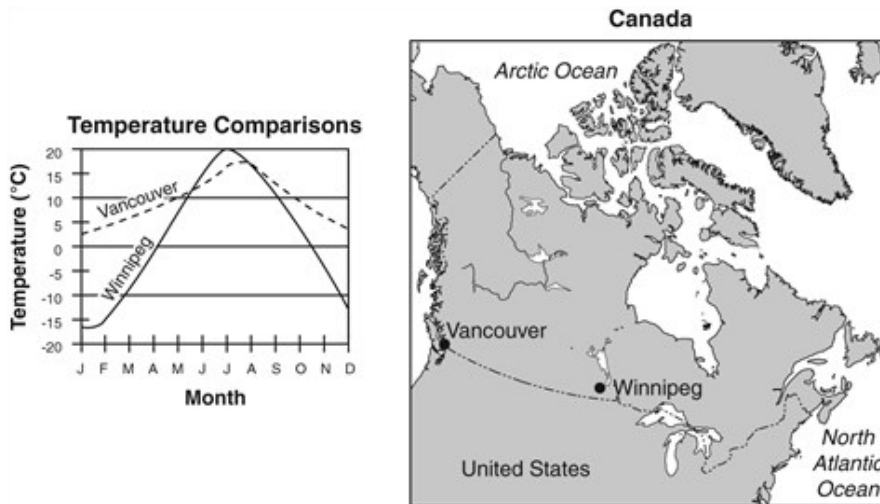 Temperature Comparisons
Temperature (°C)
20
15
10
5
0
-5
-10
-15
-20
Vancouver
Winnipeg
J F M A M J J A S O N D
Month
Canada
Arctic Ocean
Vancouver
Winnipeg
United States
North
Atlantic
Ocean